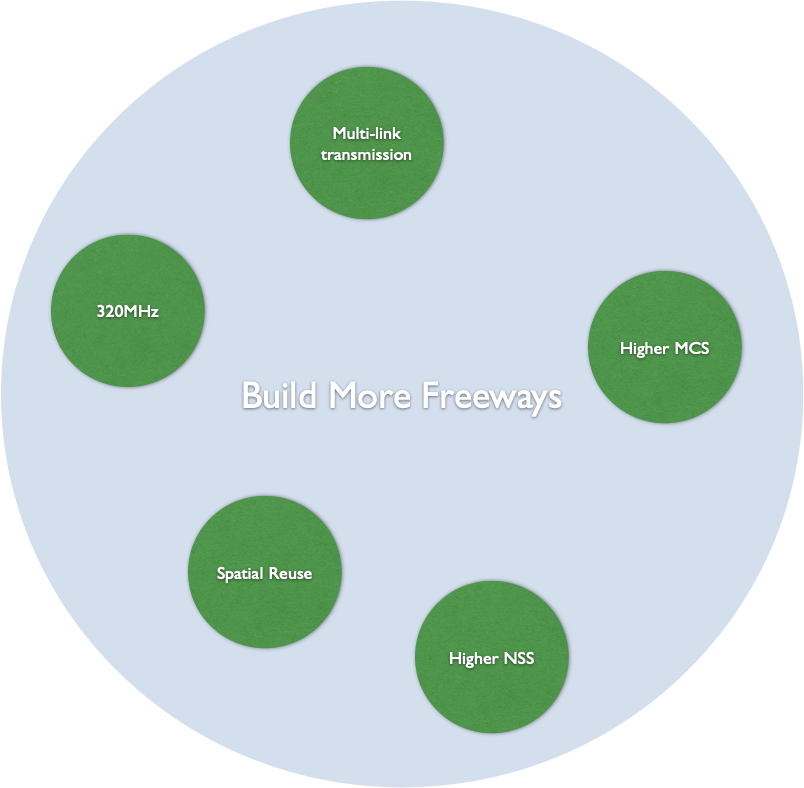 Multi-link
transmission
320MHz
Higher MCS
Build More Freeways
Spatial Reuse
Higher NSS